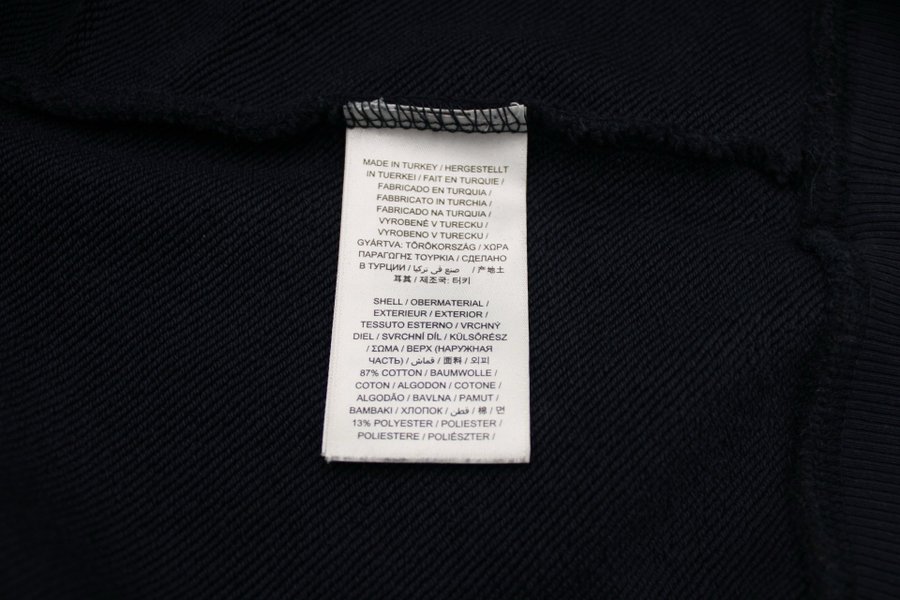 MADE IN TURKEY / HERGESTELLT
IN TUERKEI / FAIT EN TURQUIE /
FABRICADO EN TURQUIA /
FABBRICATO IN TURCHIA /
FABRICADO NA TURQUIA /
VYROBENÉ V TURECKU /
VYROBENO V TURECKU /
GYÁRTVA: TÖRÖKORSZÁG / ΧΩΡΑ
ΠΑΡΑΓΩΓΗΣ ΤΟΥΡΚΙΑ / СДЕЛАНО
В ТУРЦИИ / صنع في تركيا / 产地土
耳其 / 제조국: 터키
SHELL / OBERMATERIAL /
EXTERIEUR / EXTERIOR /
TESSUTO ESTERNO / VRCHNÝ
DIEL / SVRCHNÍ DÍL / KÜLSŐRÉSZ
/ ΣΩΜΑ / ВЕРХ (НАРУЖНАЯ
ЧАСТЬ) / قماش / 面料 / 외피
87% COTTON / BAUMWOLLE /
COTON / ALGODON / COTONE /
ALGODÃO / BAVLNA / PAMUT /
BAMBAKI / ХЛОПОК / قطن / 棉 / 면
13% POLYESTER / POLIESTER /
POLIESTERE / POLIÉSZTER /